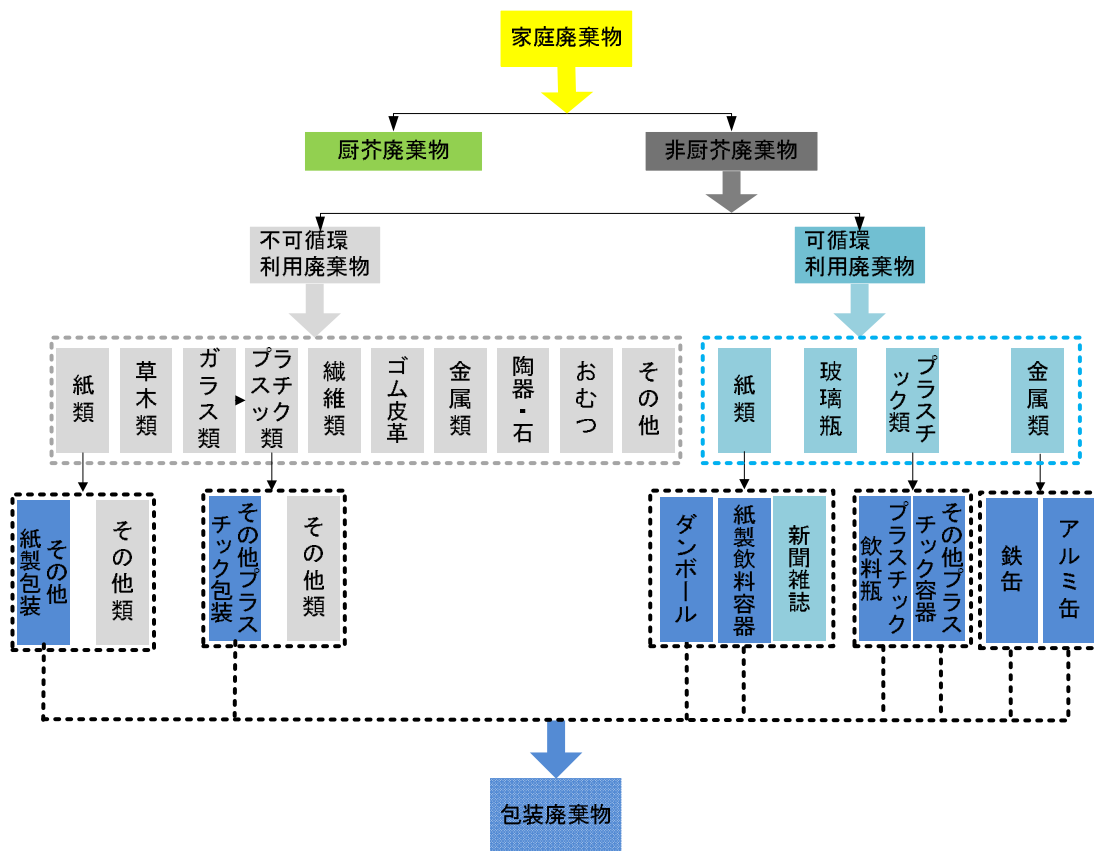 家庭廃棄物
厨芥廃棄物
非厨芥廃棄物
不可循環
利用廃棄物
可循環
利用廃棄物
紙類
草木類
ガラス類
プラスチック類
繊維類
ゴム皮革
金属類
陶器・石
おむつ
その他
紙類
玻璃瓶
プラスチ
ック類
金属類
その他
紙製包装
その他類
その他プラス
チック包装
その他類
ダンボール
紙製飲料容器
新聞雑誌
プラスチック
飲料瓶
その他プラス
チック容器
鉄缶
アルミ缶
包装廃棄物